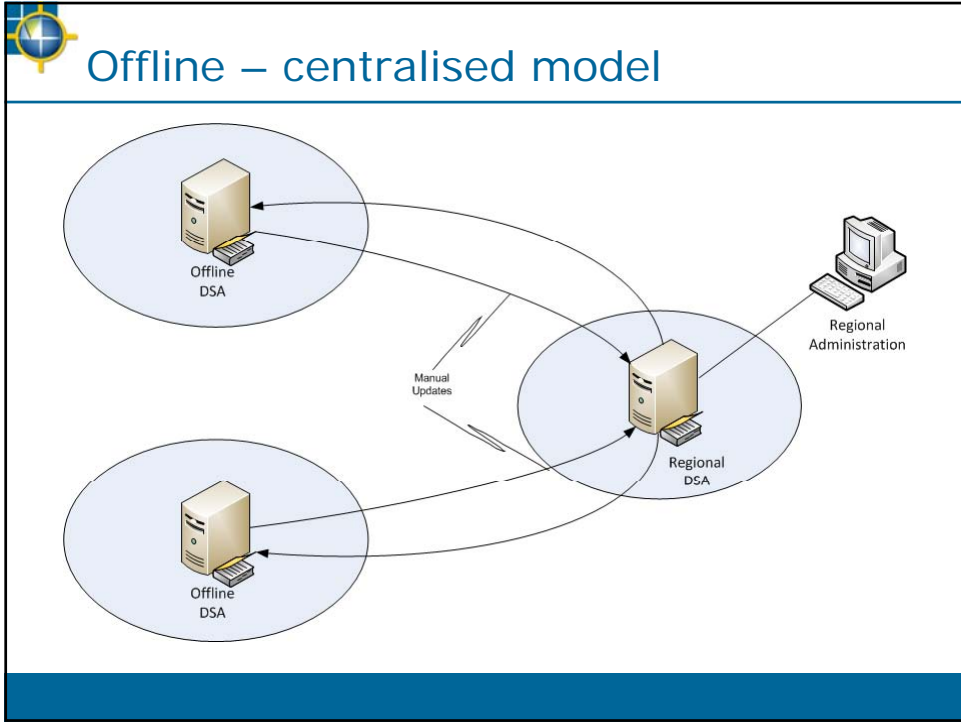 Offline – centralised model
Offline
DSA
Regional
Administration
Manual
Updates
Regional
DSA
Offline
DSA